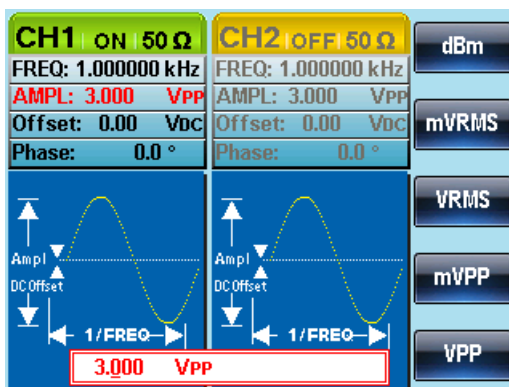 CH1 ON 50 Ω
FREQ: 1.000000 kHz
AMPL: 3.000 VPP
Offset: 0.00 VDC
Phase: 0.0 °
CH2 OFF 50 Ω
FREQ: 1.000000 kHz
AMPL: 3.000 VPP
Offset: 0.00 VDC
Phase: 0.0 °
Ampl
DC Offset
1/FREQ
Ampl
DC Offset
1/FREQ
3.000 VPP
dBm
mVRMS
VRMS
mVPP
VPP